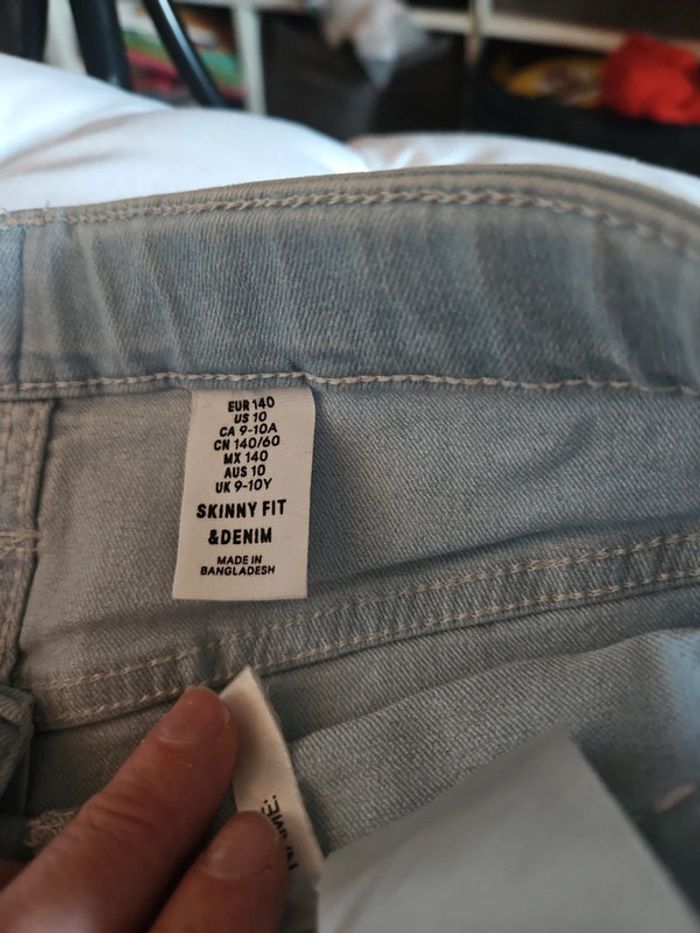 EUR 140
US 10
CA 9-10A
CN 140/60
MX 140
AUS 10
UK 9-10Y
SKINNY FIT
&DENIM
MADE IN
BANGLADESH